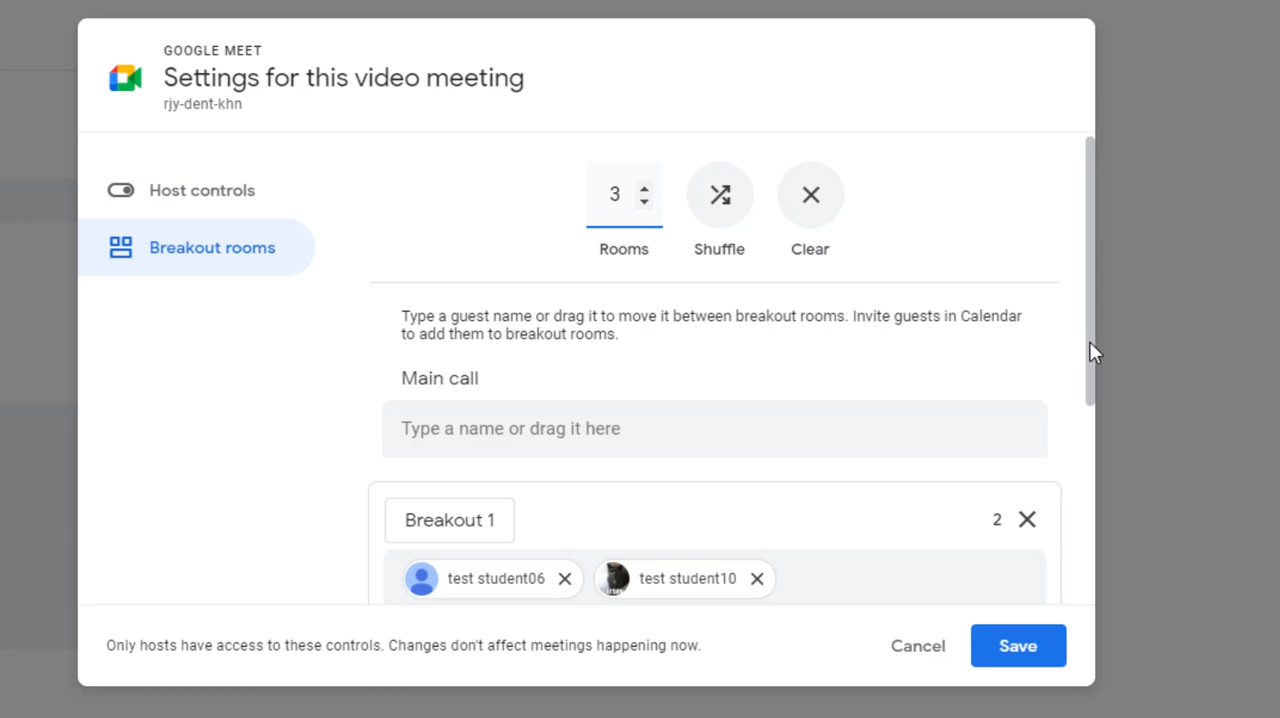 GOOGLE MEET
Settings for this video meeting
rjy-dent-khn
Host controls
Breakout rooms
3
Rooms
Shuffle
Clear
Type a guest name or drag it to move it between breakout rooms. Invite guests in Calendar
to add them to breakout rooms.
Main call
Type a name or drag it here
Breakout 1
2
test student06
test student10
Only hosts have access to these controls. Changes don't affect meetings happening now.
Cancel
Save